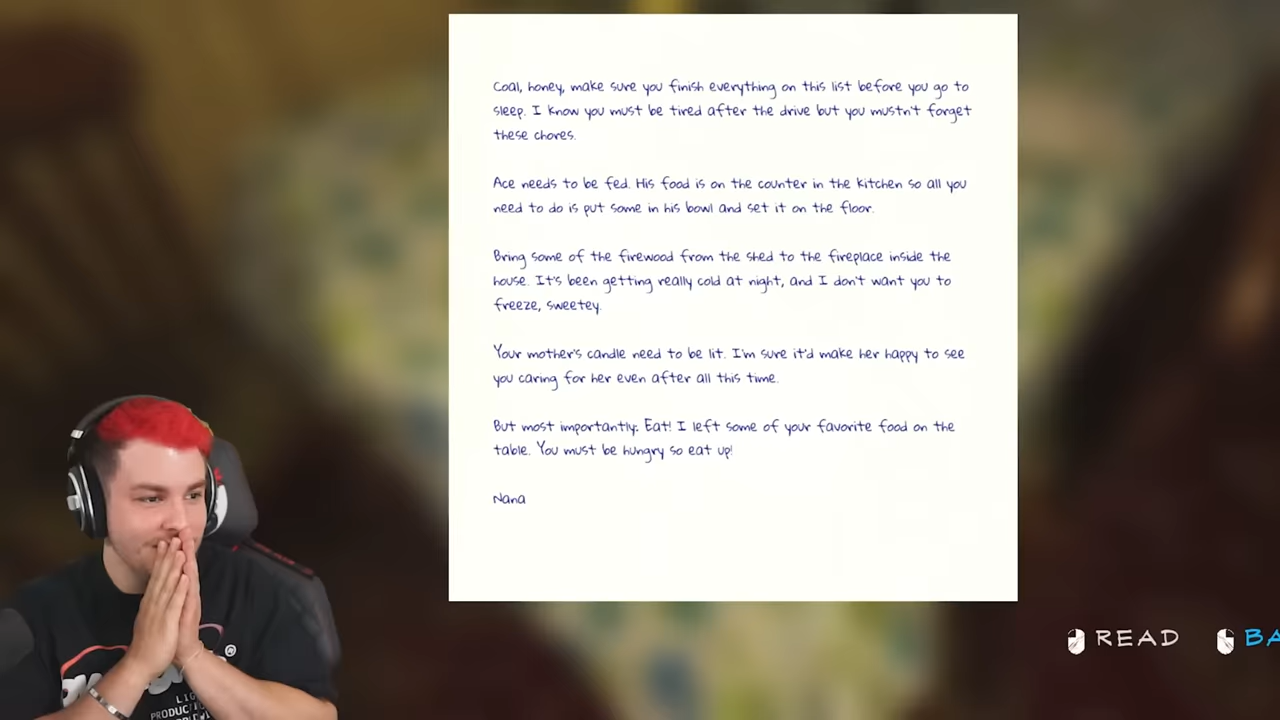 Coal, honey, make sure you finish everything on this list before you go to
sleep. I know you must be tired after the drive but you mustn't forget
these chores.
Ace needs to be fed. His food is on the counter in the kitchen so all you
need to do is put some in his bowl and set it on the floor.
Bring some of the firewood from the shed to the fireplace inside the
house. It's been getting really cold at night, and I don't want you to
freeze, sweetey.
Your mother's candle need to be lit. I'm sure it'd make her happy to see
you caring for her even after all this time.
But most importantly: Eat! I left some of your favorite food on the
table. You must be hungry so eat up!
Nana
READ
BA
®
LIG
PRODUC